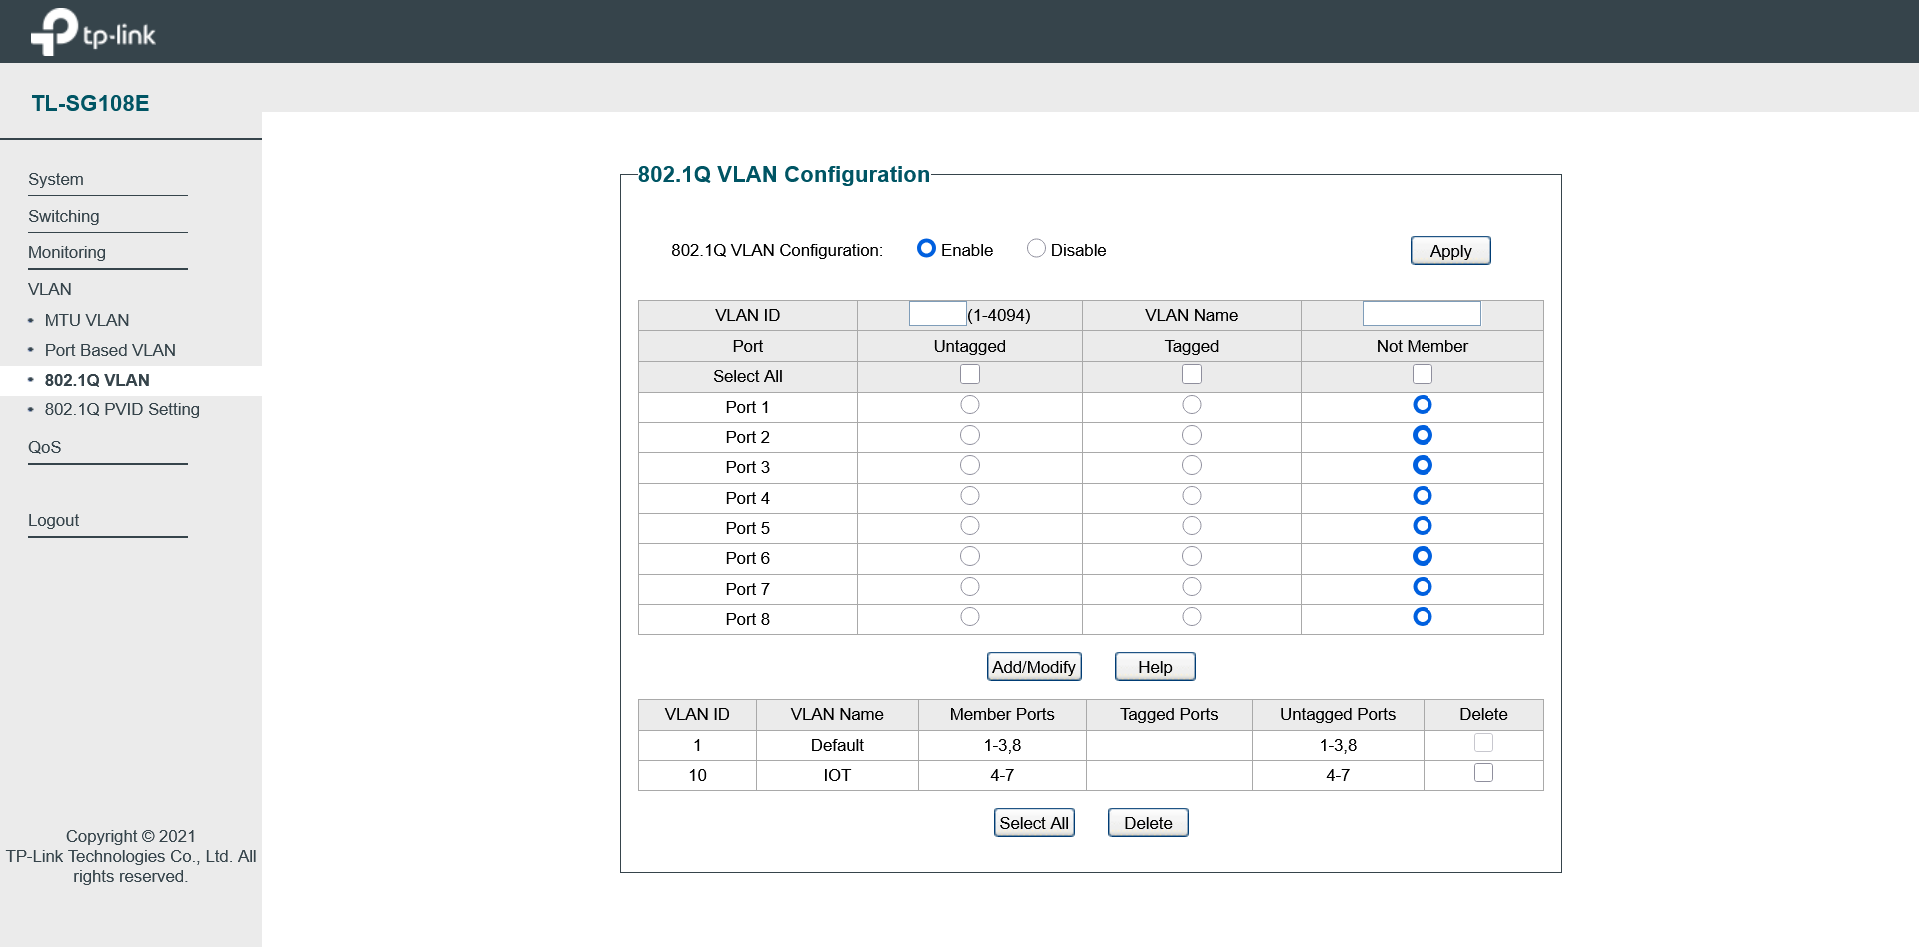 tp-link
TL-SG108E
System
Switching
Monitoring
VLAN
• MTU VLAN
• Port Based VLAN
• 802.1Q VLAN
• 802.1Q PVID Setting
QoS
Logout
Copyright © 2021
TP-Link Technologies Co., Ltd. All
rights reserved.
802.1Q VLAN Configuration
802.1Q VLAN Configuration: Enable Disable Apply
VLAN ID (1-4094) VLAN Name
Port Untagged Tagged Not Member
Select All
Port 1
Port 2
Port 3
Port 4
Port 5
Port 6
Port 7
Port 8
Add/Modify Help
VLAN ID VLAN Name Member Ports Tagged Ports Untagged Ports Delete
1 Default 1-3,8 1-3,8
10 IOT 4-7 4-7
Select All Delete